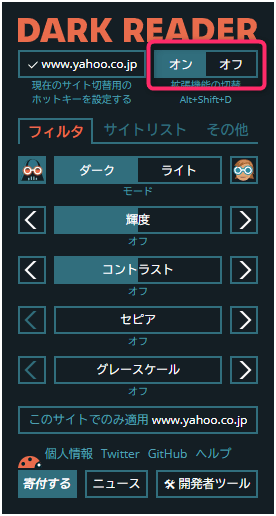 DARK READER
✓ www.yahoo.co.jp オン オフ
現在のサイト切替用の
ホットキーを設定する
拡張機能の切替
Alt+Shift+D
フィルタ サイトリスト その他
ダーク ライト
モード
輝度
オフ
コントラスト
オフ
セピア
オフ
グレースケール
オフ
このサイトでのみ適用 www.yahoo.co.jp
個人情報 Twitter GitHub ヘルプ
寄付する ニュース 🛠 開発者ツール